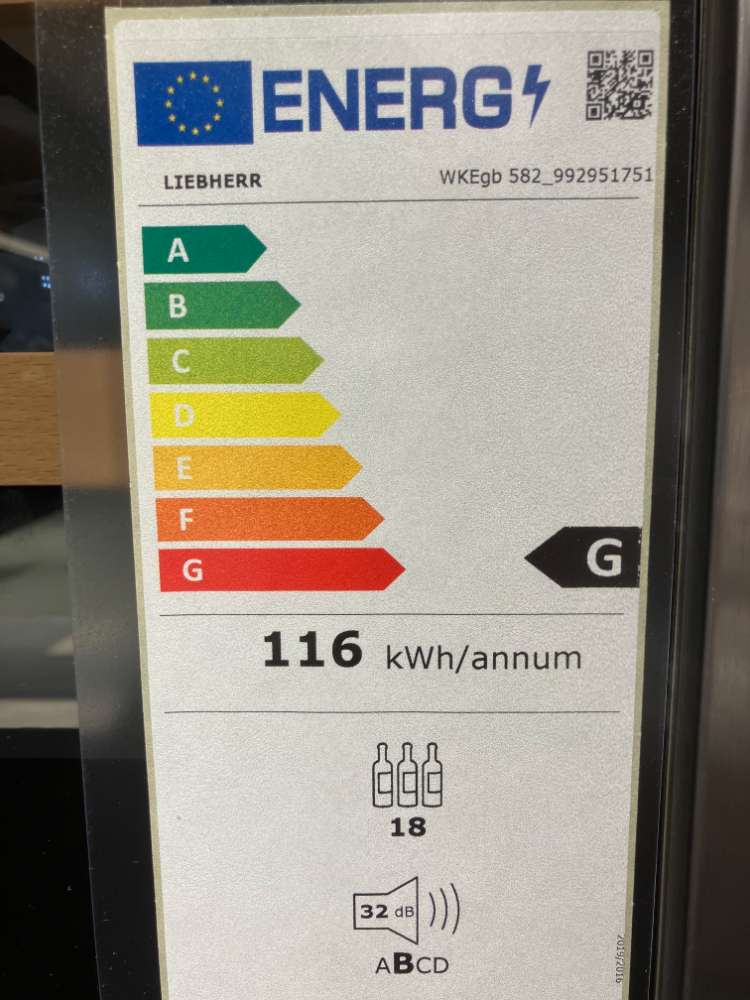 ENERG
LIEBHERR
WKEgb 582_992951751
A
B
C
D
E
F
G
G
116 kWh/annum
18
32 dB
ABCD
2019/2016